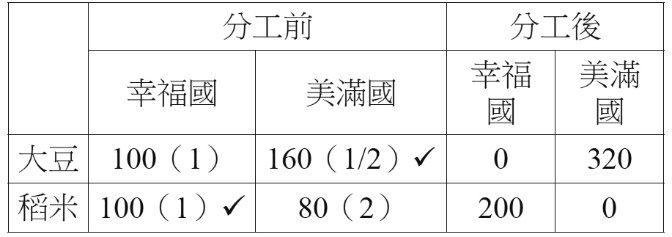 分工前 分工後
幸福國 美滿國 幸福國 美滿國
大豆 100（1） 160（1/2）✓ 0 320
稻米 100（1）✓ 80（2） 200 0